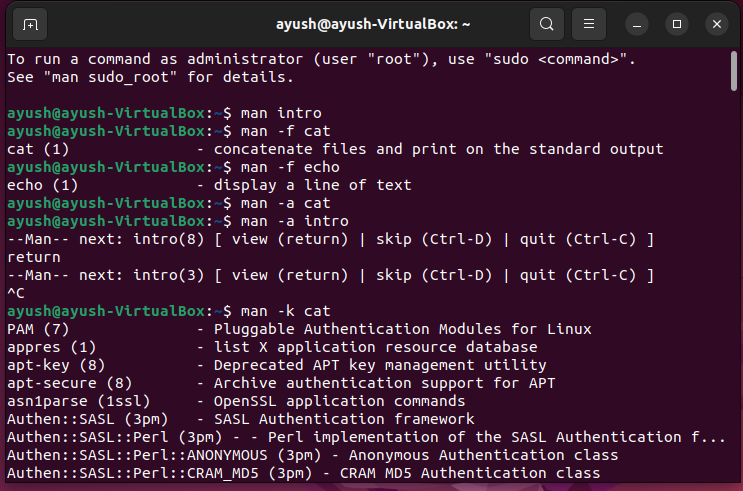 ayush@ayush-VirtualBox: ~
To run a command as administrator (user "root"), use "sudo <command>".
See "man sudo_root" for details.
ayush@ayush-VirtualBox:~$ man intro
ayush@ayush-VirtualBox:~$ man -f cat
cat (1)              - concatenate files and print on the standard output
ayush@ayush-VirtualBox:~$ man -f echo
echo (1)             - display a line of text
ayush@ayush-VirtualBox:~$ man -a cat
ayush@ayush-VirtualBox:~$ man -a intro
--Man-- next: intro(8) [ view (return) | skip (Ctrl-D) | quit (Ctrl-C) ]
return
--Man-- next: intro(3) [ view (return) | skip (Ctrl-D) | quit (Ctrl-C) ]
^C
ayush@ayush-VirtualBox:~$ man -k cat
PAM (7)              - Pluggable Authentication Modules for Linux
appres (1)           - list X application resource database
apt-key (8)          - Deprecated APT key management utility
apt-secure (8)       - Archive authentication support for APT
asn1parse (1ssl)     - OpenSSL application commands
Authen::SASL (3pm)   - SASL Authentication framework
Authen::SASL::Perl (3pm) - - Perl implementation of the SASL Authentication f...
Authen::SASL::Perl::ANONYMOUS (3pm) - Anonymous Authentication class
Authen::SASL::Perl::CRAM_MD5 (3pm) - CRAM MD5 Authentication class